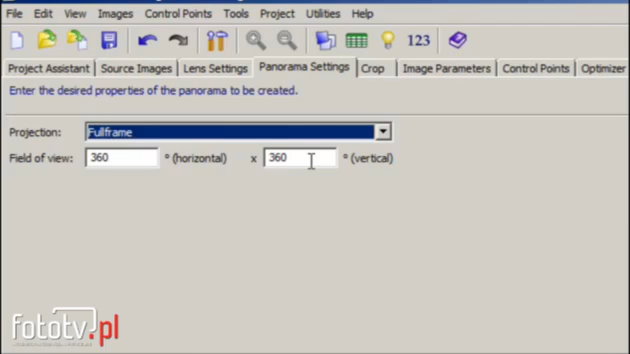 File Edit View Images Control Points Tools Project Utilities Help
123
Project Assistant Source Images Lens Settings Panorama Settings Crop Image Parameters Control Points Optimizer
Enter the desired properties of the panorama to be created.
Projection: Fullframe
Field of view: 360 ° (horizontal) x 360 ° (vertical)
fototv.pl